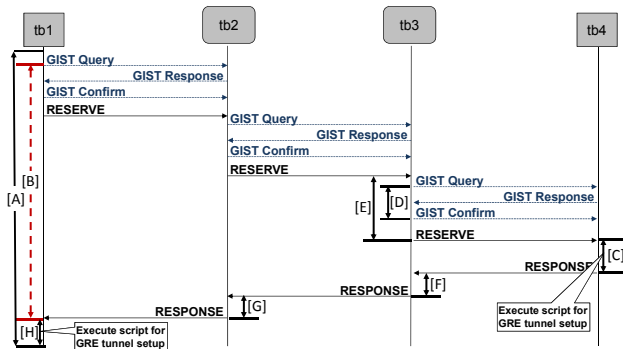 tb1 tb2 tb3 tb4
GIST Query
GIST Response
GIST Confirm
RESERVE
GIST Query
GIST Response
GIST Confirm
RESERVE
[B]
[A]
GIST Query
[D]
GIST Response
[E]
GIST Confirm
RESERVE
[C]
RESPONSE
[F]
RESPONSE
[G]
RESPONSE
Execute script for
GRE tunnel setup
[H]
Execute script for
GRE tunnel setup